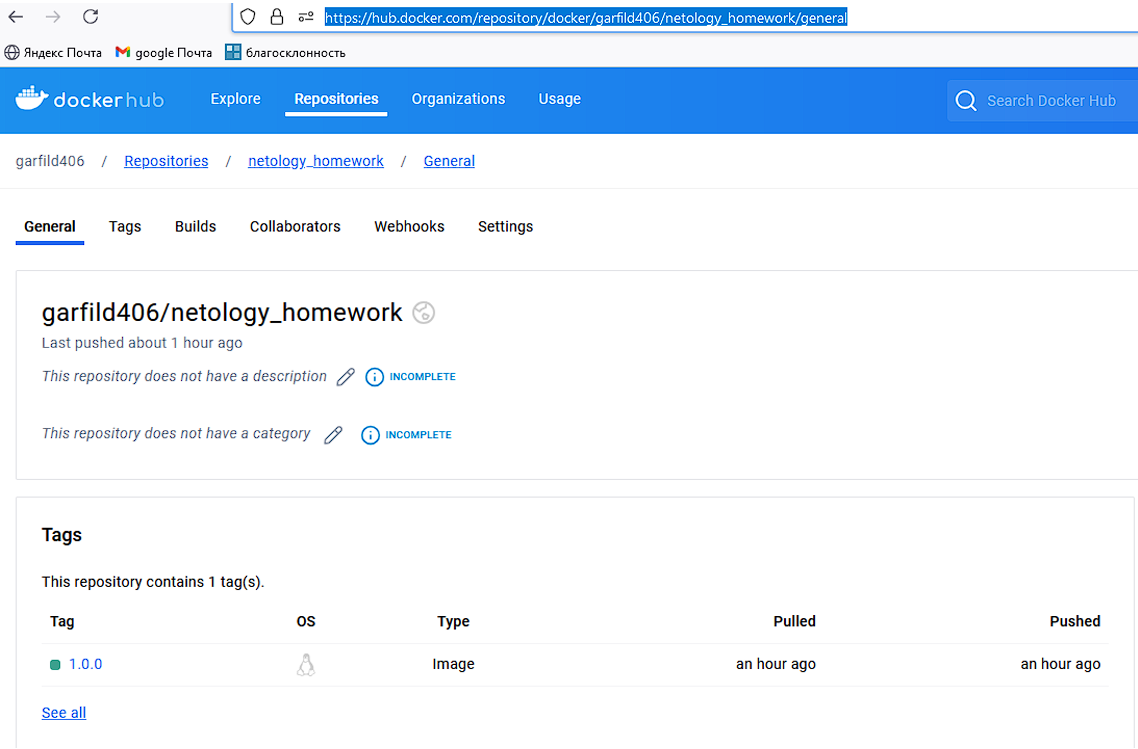 https://hub.docker.com/repository/docker/garfild406/netology_homework/general
Яндекс Почта google Почта благосклонность
dockerhub Explore Repositories Organizations Usage Search Docker Hub
garfild406 / Repositories / netology_homework / General
General Tags Builds Collaborators Webhooks Settings
garfild406/netology_homework
Last pushed about 1 hour ago
This repository does not have a description INCOMPLETE
This repository does not have a category INCOMPLETE
Tags
This repository contains 1 tag(s).
Tag OS Type Pulled Pushed
1.0.0 Image an hour ago an hour ago
See all